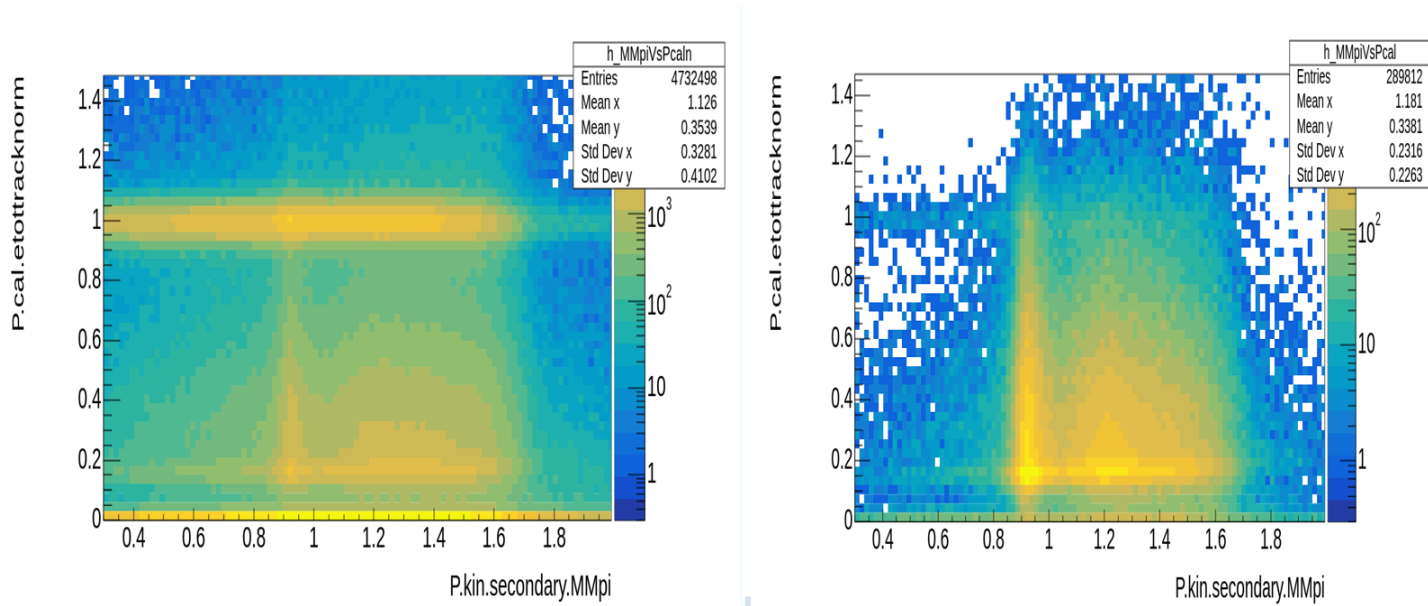 h_MMpiVsPcaln
Entries 4732498
Mean x 1.126
Mean y 0.3539
Std Dev x 0.3281
Std Dev y 0.4102
P.cal.etottracknorm
1.4
1.2
1
0.8
0.6
0.4
0.2
0
0.4 0.6 0.8 1 1.2 1.4 1.6 1.8
P.kin.secondary.MMpi
10³
10²
10
1
h_MMpiVsPcal
Entries 289812
Mean x 1.181
Mean y 0.3381
Std Dev x 0.2316
Std Dev y 0.2263
P.cal.etottracknorm
1.4
1.2
1
0.8
0.6
0.4
0.2
0
0.4 0.6 0.8 1 1.2 1.4 1.6 1.8
P.kin.secondary.MMpi
10²
10
1